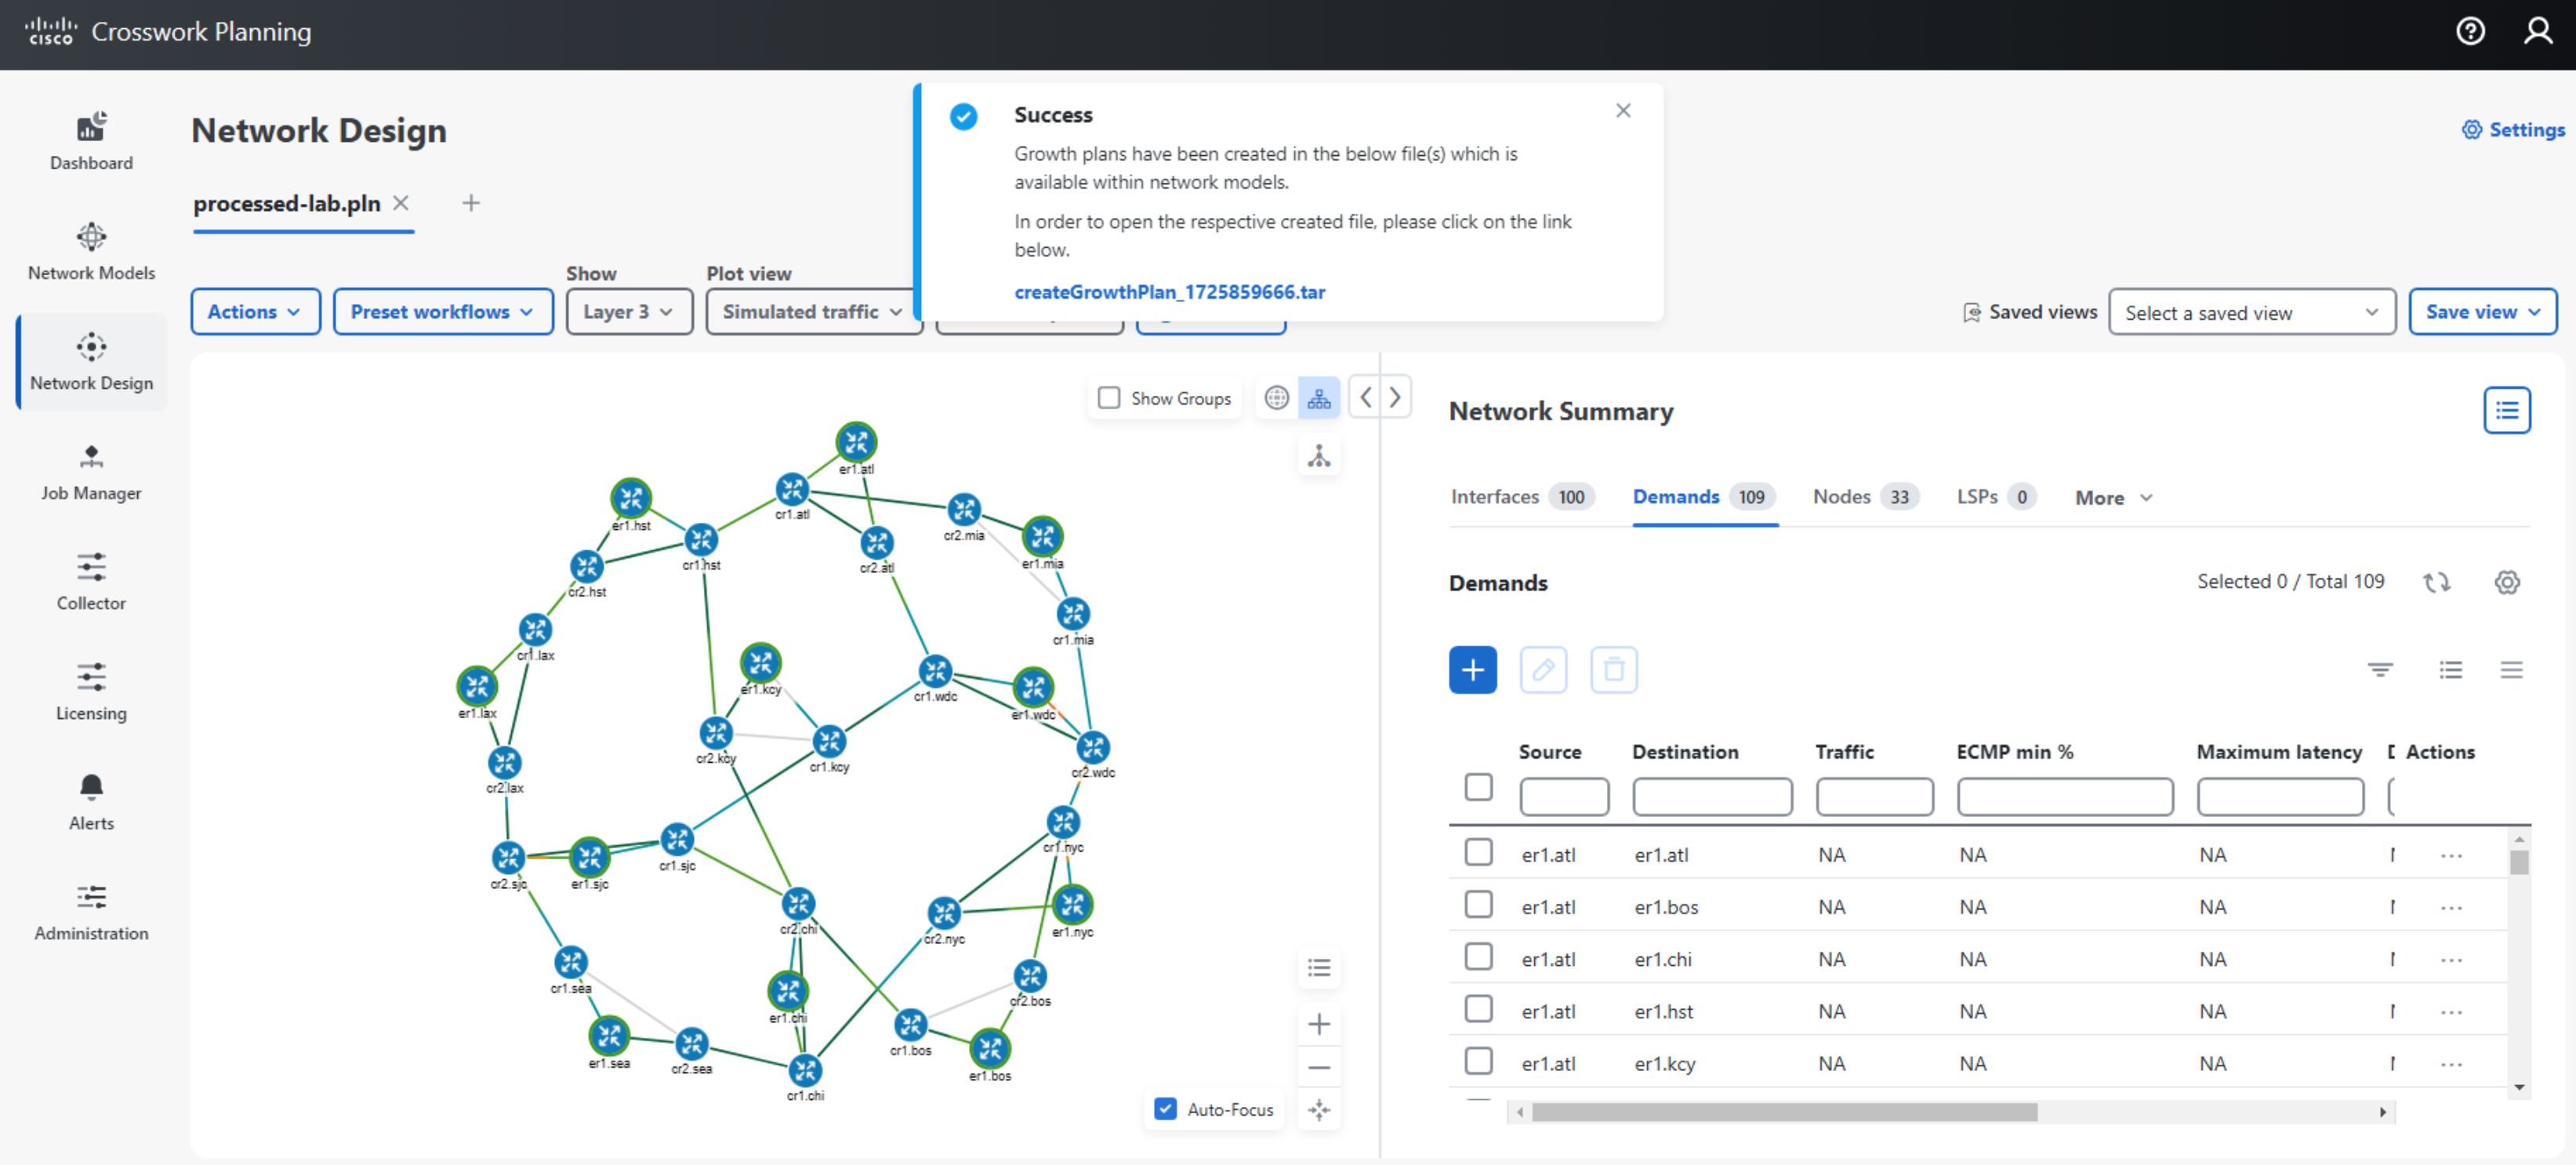 cisco Crosswork Planning
Dashboard
Network Models
Network Design
Job Manager
Collector
Licensing
Alerts
Administration
Network Design
Settings
processed-lab.pln
Success
Growth plans have been created in the below file(s) which is
available within network models.
In order to open the respective created file, please click on the link
below.
createGrowthPlan_1725859666.tar
Show
Plot view
Actions
Preset workflows
Layer 3
Simulated traffic
Saved views
Select a saved view
Save view
Show Groups
er1.atl
cr1.atl
er1.hst
cr2.mia
er1.mia
cr1.hst
cr2.atl
cr2.hst
cr1.mia
cr1.lax
er1.kcy
cr1.wdc
er1.lax
er1.wdc
cr2.kcy
cr1.kcy
cr2.wdc
cr2.lax
cr1.nyc
cr1.sjc
cr2.sjc
er1.sjc
cr2.chi
cr2.nyc
er1.nyc
cr1.sea
cr2.bos
er1.chi
cr1.bos
er1.sea
cr2.sea
er1.bos
cr1.chi
Auto-Focus
Network Summary
Interfaces 100 Demands 109 Nodes 33 LSPs 0 More
Demands
Selected 0 / Total 109
Source Destination Traffic ECMP min % Maximum latency Actions
er1.atl er1.atl NA NA NA ...
er1.atl er1.bos NA NA NA ...
er1.atl er1.chi NA NA NA ...
er1.atl er1.hst NA NA NA ...
er1.atl er1.kcy NA NA NA ...